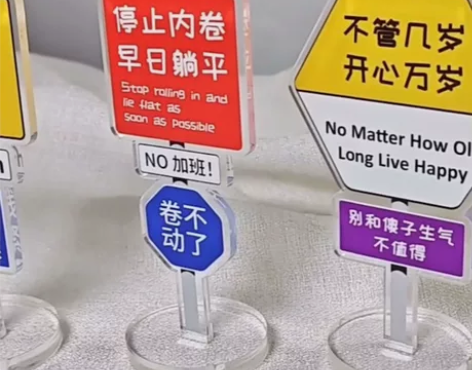 停止内卷
早日躺平
Stop rolling in and
lie flat as
soon as possible
NO 加班!
卷不
动了
不管几岁
开心万岁
No Matter How Ol
Long Live Happy
别和傻子生气
不值得